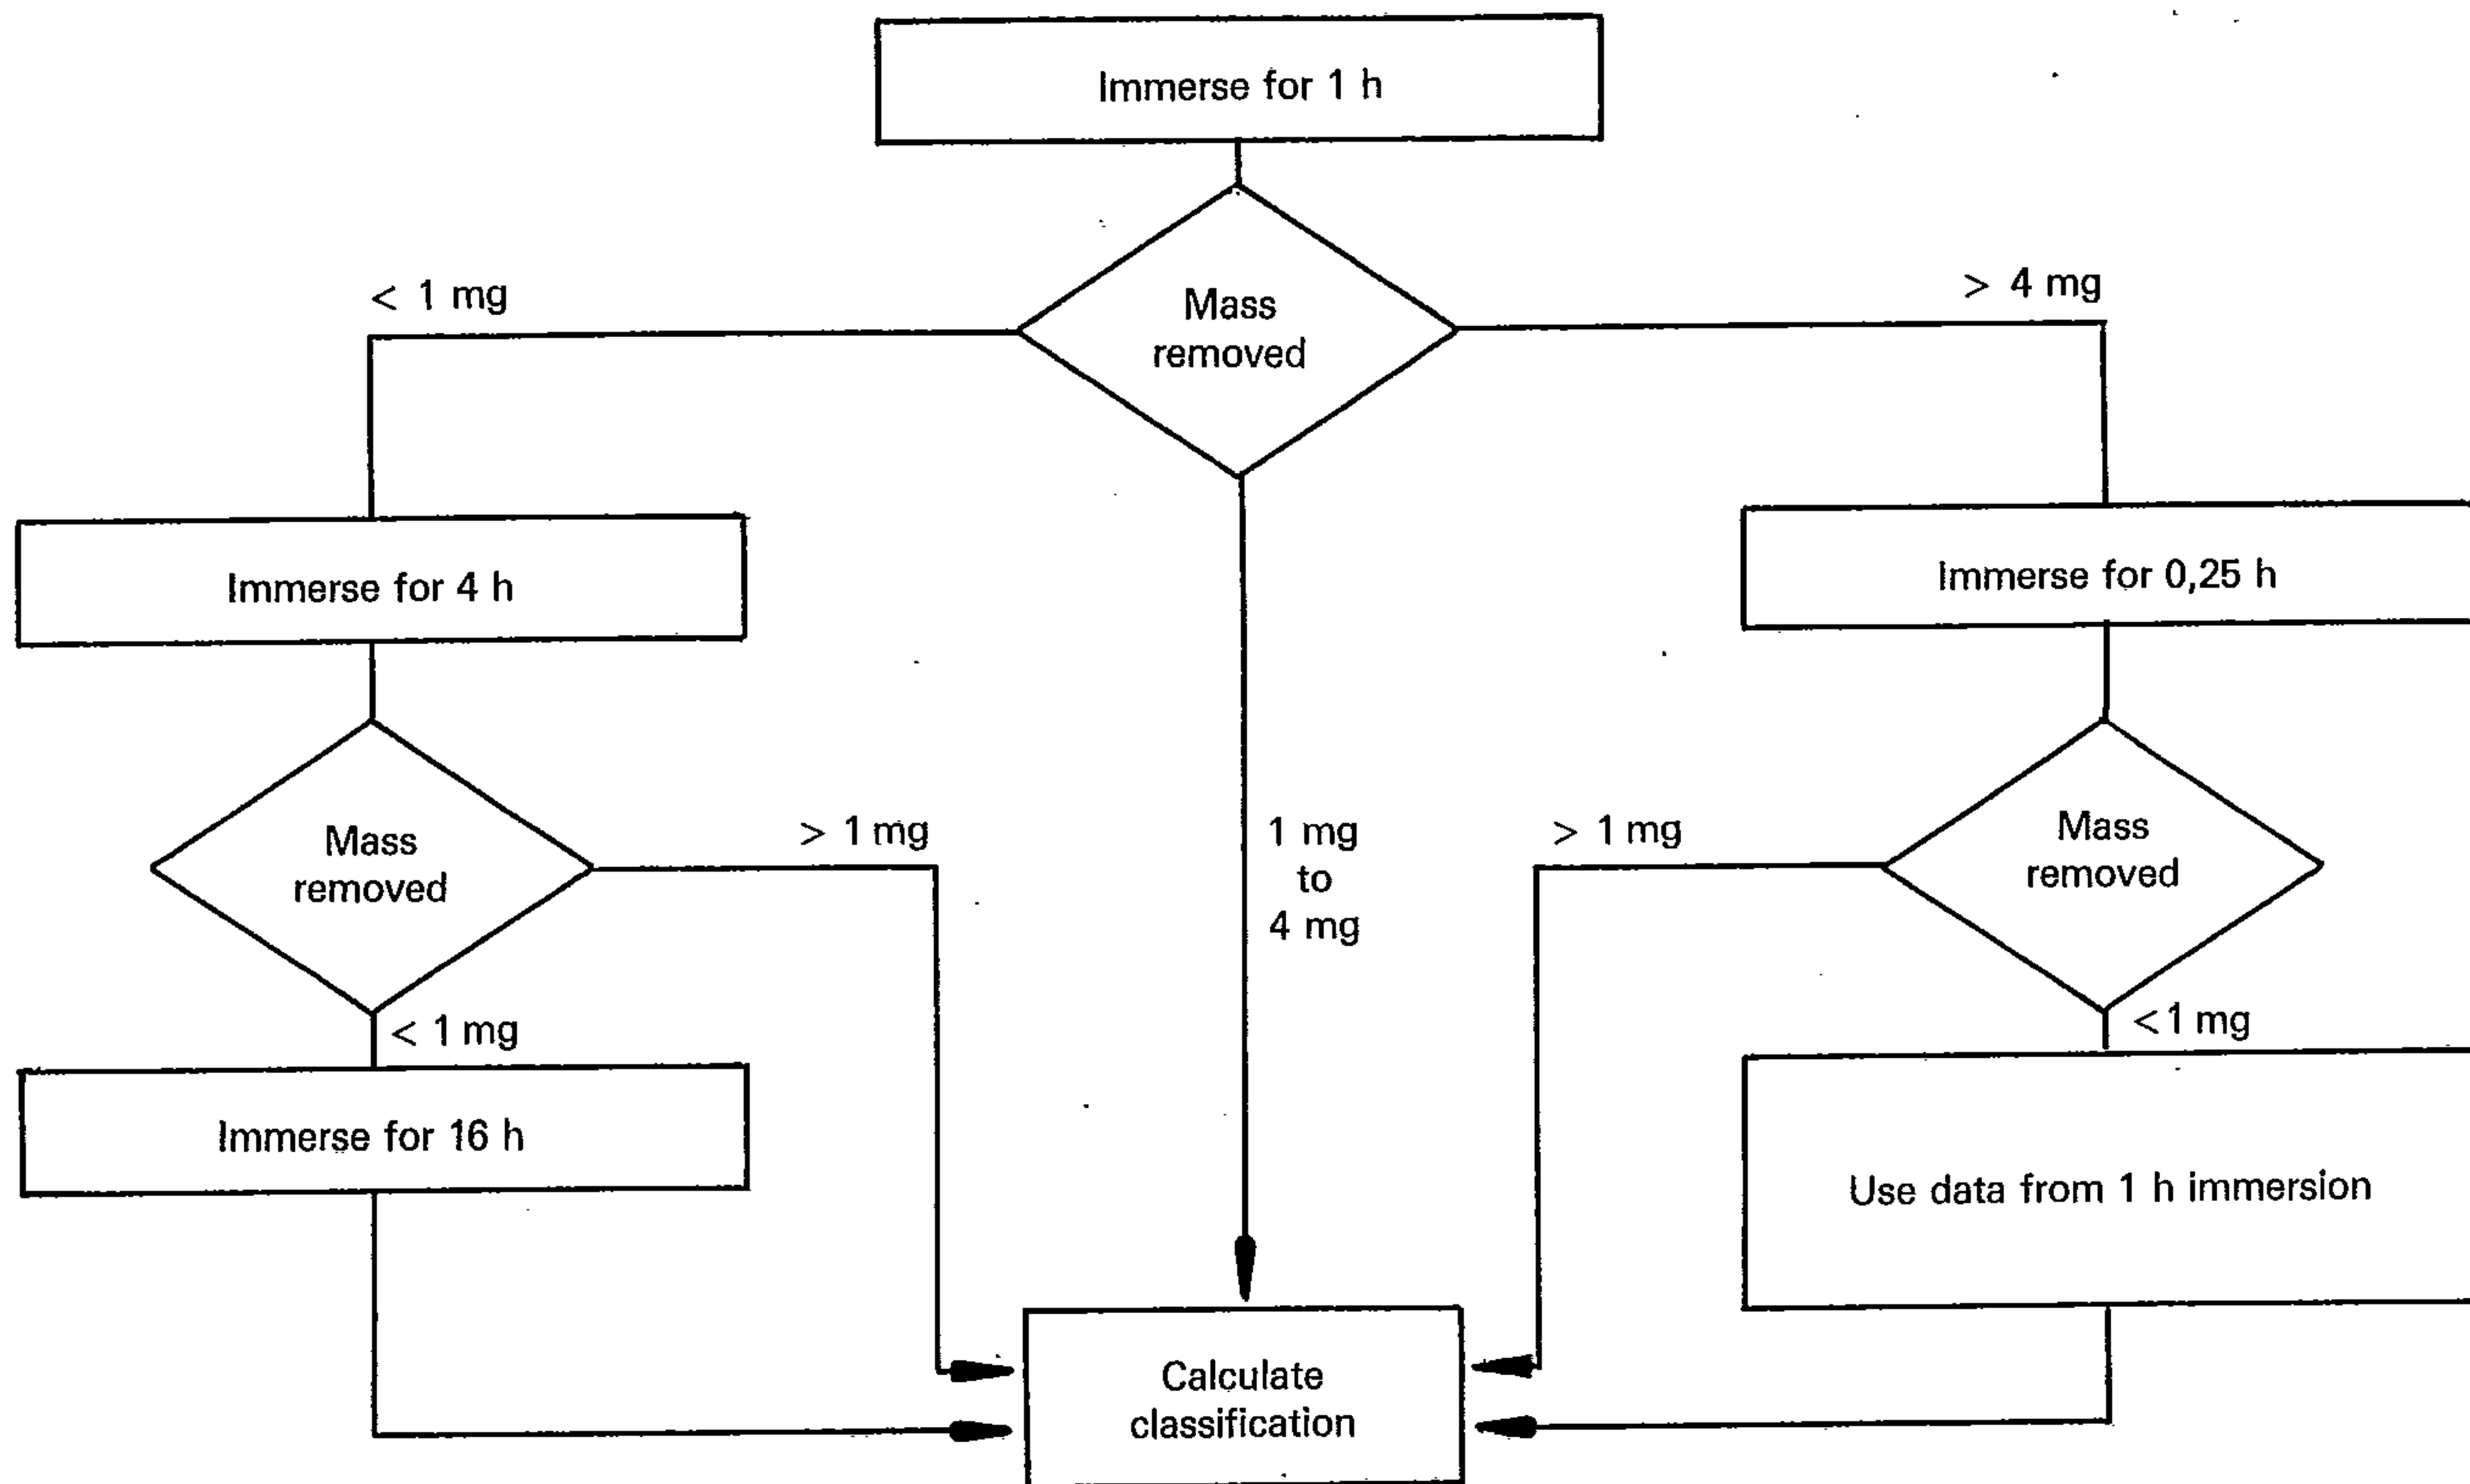 Immerse for 1 h
< 1 mg
> 4 mg
Mass
removed
Immerse for 4 h
Immerse for 0,25 h
Mass
removed
> 1 mg
1 mg
to
4 mg
> 1 mg
Mass
removed
< 1 mg
< 1 mg
Immerse for 16 h
Use data from 1 h immersion
Calculate
classification